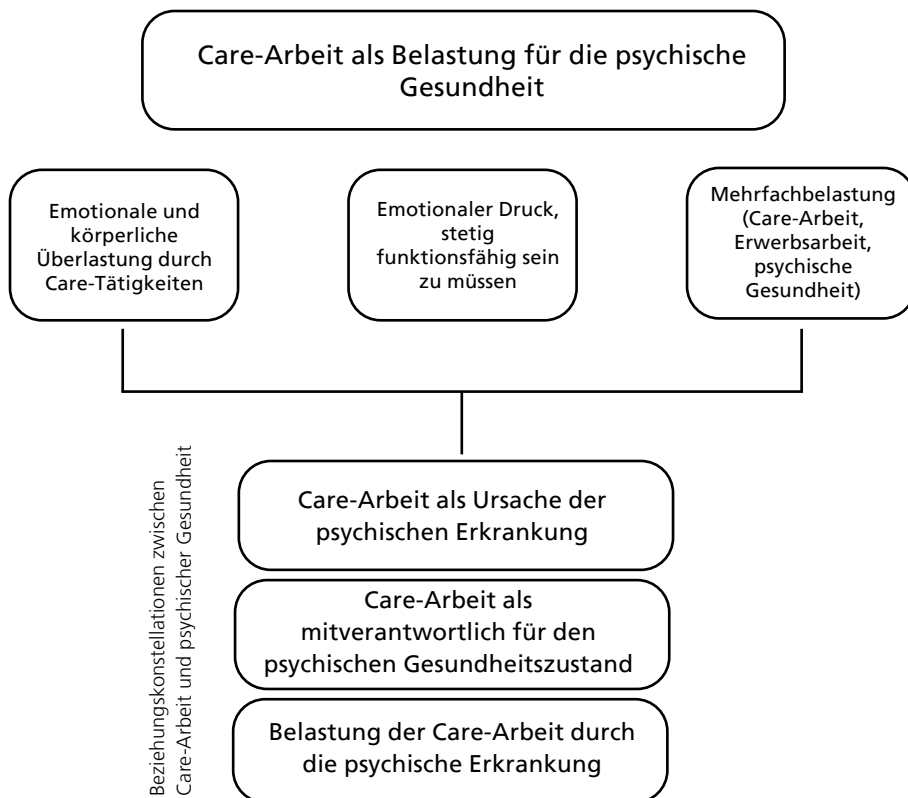 Care-Arbeit als Belastung für die psychische
Gesundheit
Emotionale und
körperliche
Überlastung durch
Care-Tätigkeiten
Emotionaler Druck,
stetig
funktionsfähig sein
zu müssen
Mehrfachbelastung
(Care-Arbeit,
Erwerbsarbeit,
psychische
Gesundheit)
Beziehungskonstellationen zwischen
Care-Arbeit und psychischer Gesundheit
Care-Arbeit als Ursache der
psychischen Erkrankung
Care-Arbeit als
mitverantwortlich für den
psychischen Gesundheitszustand
Belastung der Care-Arbeit durch
die psychische Erkrankung